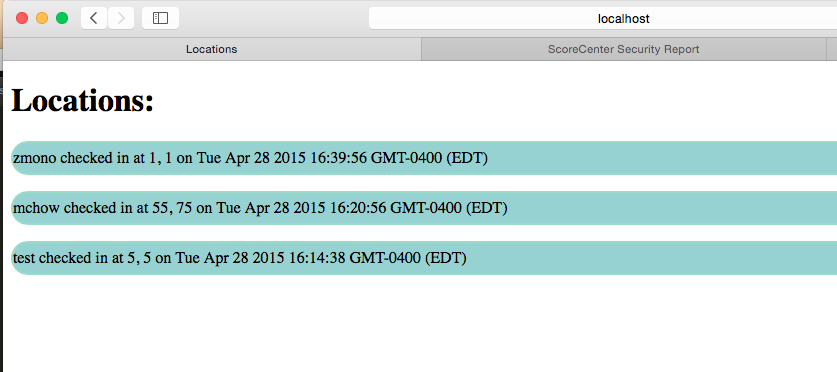 localhost
Locations
ScoreCenter Security Report
Locations:
zmono checked in at 1, 1 on Tue Apr 28 2015 16:39:56 GMT-0400 (EDT)
mchow checked in at 55, 75 on Tue Apr 28 2015 16:20:56 GMT-0400 (EDT)
test checked in at 5, 5 on Tue Apr 28 2015 16:14:38 GMT-0400 (EDT)